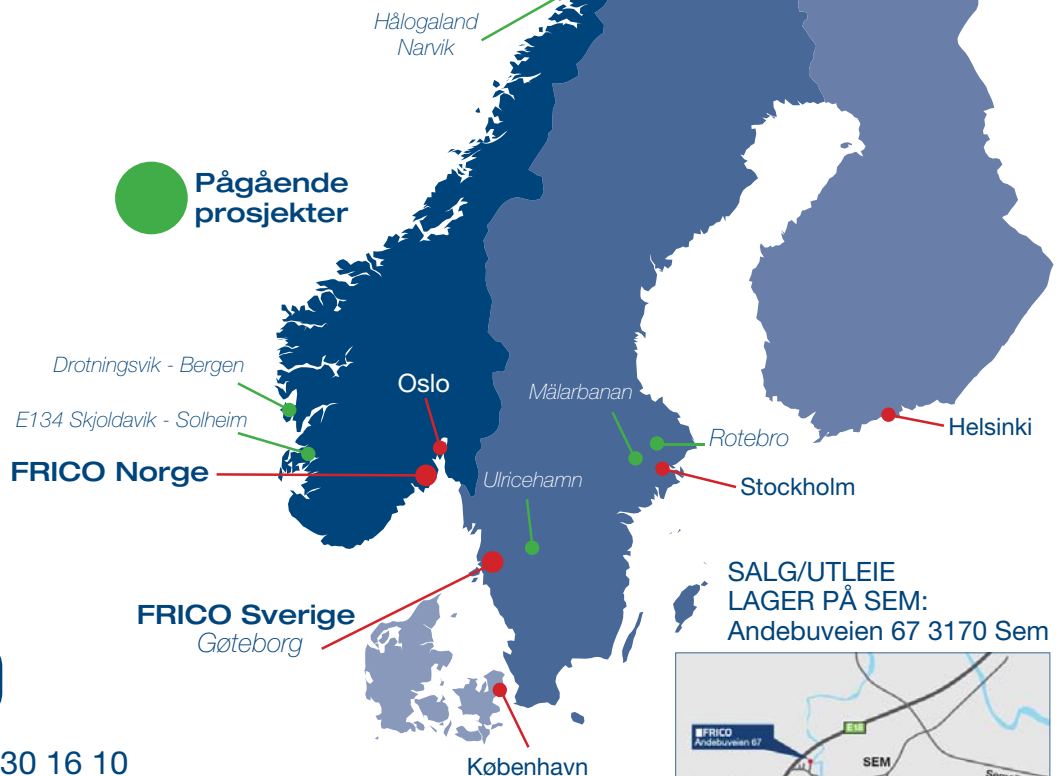 Hålogaland
Narvik
Pågående
prosjekter
Drotningsvik - Bergen
E134 Skjoldavik - Solheim
Oslo
FRICO Norge
Mälarbanan
Rotebro
Ulricehamn
Stockholm
Helsinki
FRICO Sverige
Gøteborg
København
SALG/UTLEIE
LAGER PÅ SEM:
Andebuveien 67 3170 Sem
E18
FRICO
Andebuveien 67
SEM
30 16 10